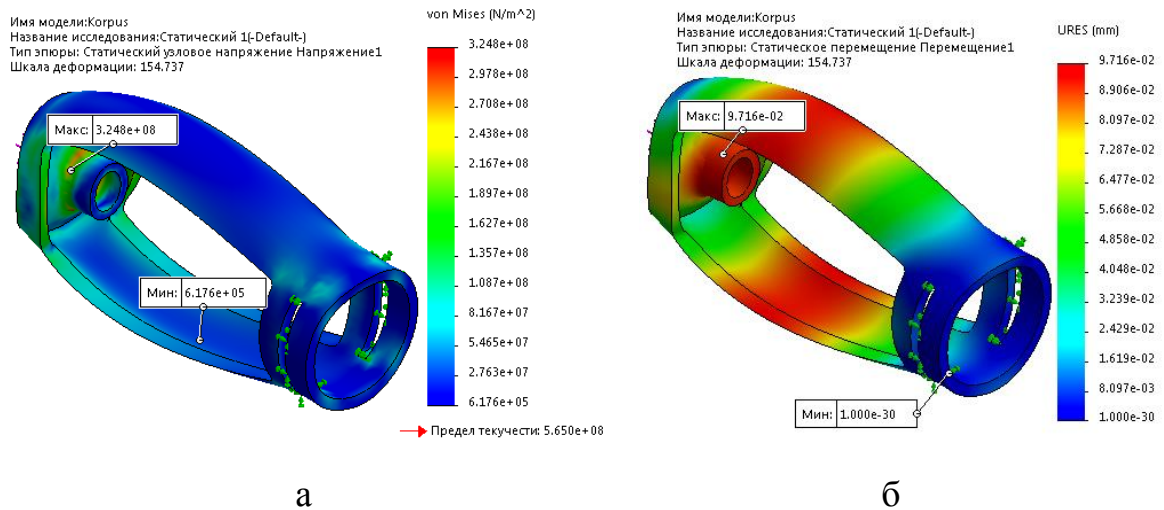 Имя модели:Korpus
Название исследования:Статический 1(-Default-)
Тип эпюры: Статический узловое напряжение Напряжение1
Шкала деформации: 154.737
von Mises (N/m^2)
3.248e+08
2.978e+08
2.708e+08
2.438e+08
2.167e+08
1.897e+08
1.627e+08
1.357e+08
1.087e+08
8.167e+07
5.465e+07
2.763e+07
6.176e+05
Предел текучести: 5.650e+08
Макс: 3.248e+08
Мин: 6.176e+05
а
Имя модели:Korpus
Название исследования:Статический 1(-Default-)
Тип эпюры: Статическое перемещение Перемещение1
Шкала деформации: 154.737
URES (mm)
9.716e-02
8.906e-02
8.097e-02
7.287e-02
6.477e-02
5.668e-02
4.858e-02
4.048e-02
3.239e-02
2.429e-02
1.619e-02
8.097e-03
1.000e-30
Макс: 9.716e-02
Мин: 1.000e-30
б